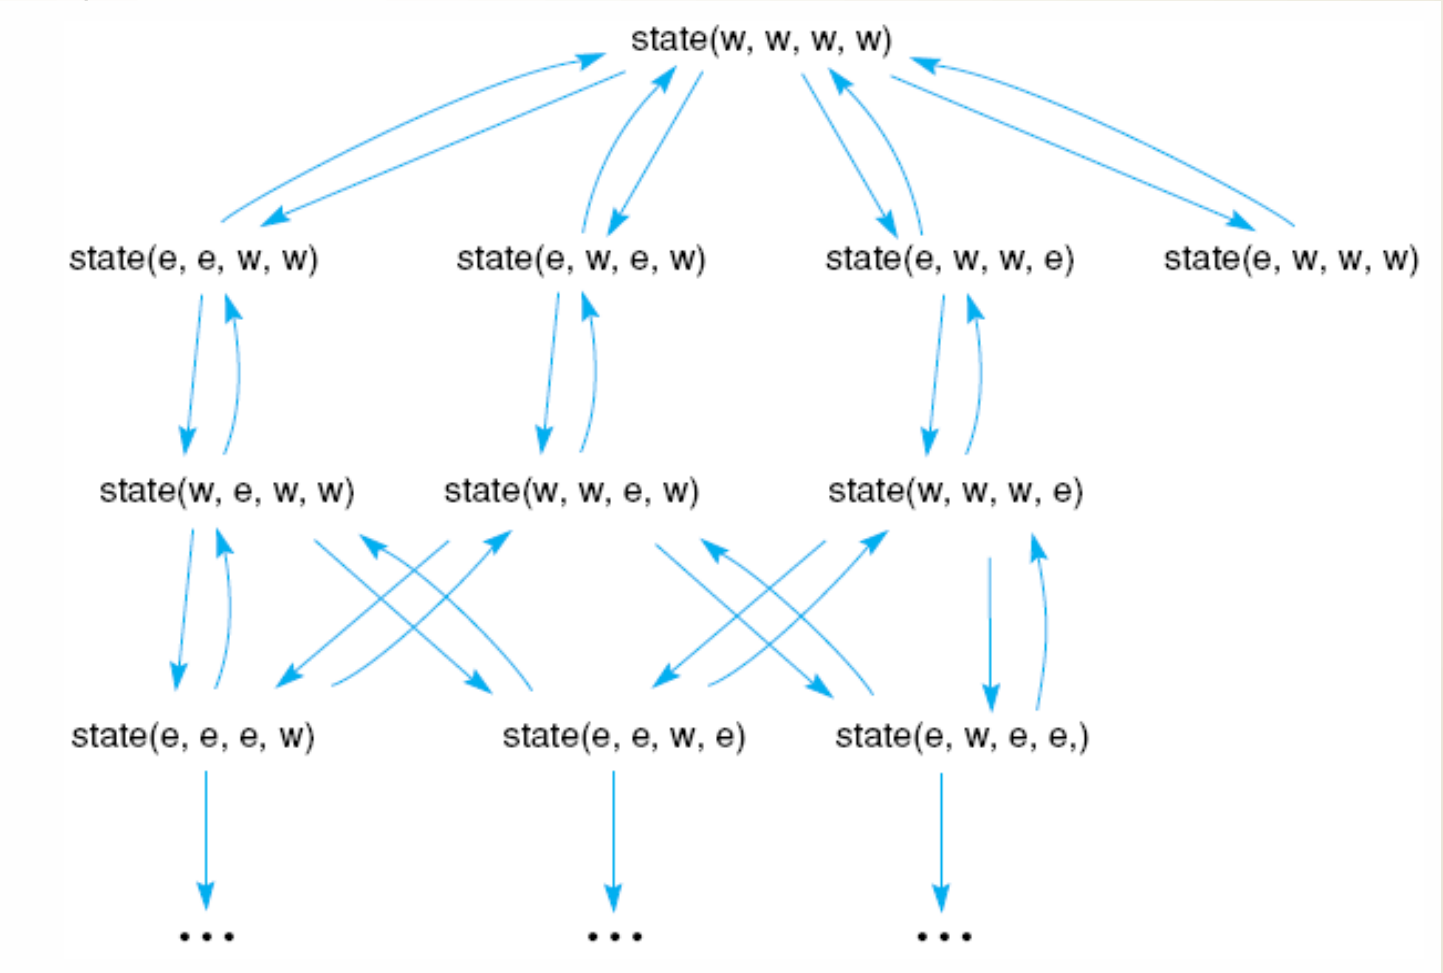 state(w, w, w, w)
state(e, e, w, w) state(e, w, e, w) state(e, w, w, e) state(e, w, w, w)
state(w, e, w, w) state(w, w, e, w) state(w, w, w, e)
state(e, e, e, w) state(e, e, w, e) state(e, w, e, e,)
... ... ...